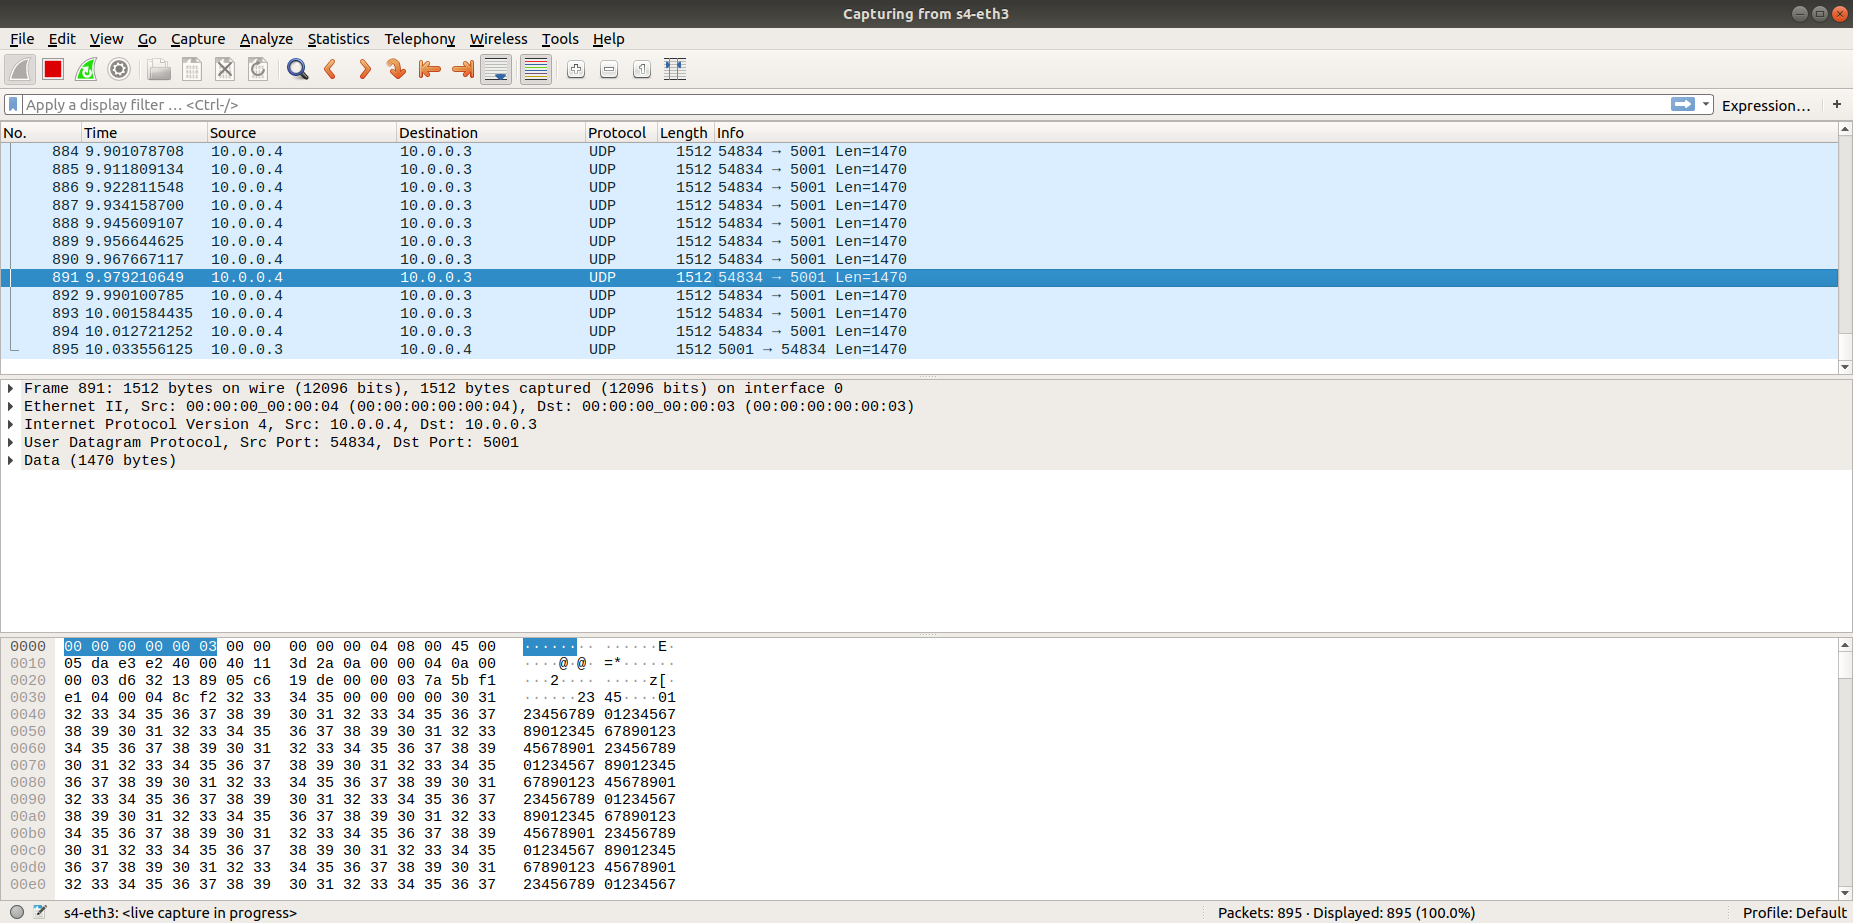 Capturing from s4-eth3
File Edit View Go Capture Analyze Statistics Telephony Wireless Tools Help
Apply a display filter … <Ctrl-/> Expression… +
No. Time Source Destination Protocol Length Info
884 9.901078708 10.0.0.4 10.0.0.3 UDP 1512 54834 → 5001 Len=1470
885 9.911809134 10.0.0.4 10.0.0.3 UDP 1512 54834 → 5001 Len=1470
886 9.922811548 10.0.0.4 10.0.0.3 UDP 1512 54834 → 5001 Len=1470
887 9.934158700 10.0.0.4 10.0.0.3 UDP 1512 54834 → 5001 Len=1470
888 9.945609107 10.0.0.4 10.0.0.3 UDP 1512 54834 → 5001 Len=1470
889 9.956644625 10.0.0.4 10.0.0.3 UDP 1512 54834 → 5001 Len=1470
890 9.967667117 10.0.0.4 10.0.0.3 UDP 1512 54834 → 5001 Len=1470
891 9.979210649 10.0.0.4 10.0.0.3 UDP 1512 54834 → 5001 Len=1470
892 9.990100785 10.0.0.4 10.0.0.3 UDP 1512 54834 → 5001 Len=1470
893 10.001584435 10.0.0.4 10.0.0.3 UDP 1512 54834 → 5001 Len=1470
894 10.012721252 10.0.0.4 10.0.0.3 UDP 1512 54834 → 5001 Len=1470
895 10.033556125 10.0.0.3 10.0.0.4 UDP 1512 5001 → 54834 Len=1470
Frame 891: 1512 bytes on wire (12096 bits), 1512 bytes captured (12096 bits) on interface 0
Ethernet II, Src: 00:00:00_00:00:04 (00:00:00:00:00:04), Dst: 00:00:00_00:00:03 (00:00:00:00:00:03)
Internet Protocol Version 4, Src: 10.0.0.4, Dst: 10.0.0.3
User Datagram Protocol, Src Port: 54834, Dst Port: 5001
Data (1470 bytes)
0000 00 00 00 00 00 03 00 00 00 00 00 04 08 00 45 00 ········ ······E·
0010 05 da e3 e2 40 00 40 11 3d 2a 0a 00 00 04 0a 00 ····@·@· =*······
0020 00 03 d6 32 13 89 05 c6 19 de 00 00 03 7a 5b f1 ···2···· ·····z[·
0030 e1 04 00 04 8c f2 32 33 34 35 00 00 00 00 30 31 ······23 45····01
0040 32 33 34 35 36 37 38 39 30 31 32 33 34 35 36 37 23456789 01234567
0050 38 39 30 31 32 33 34 35 36 37 38 39 30 31 32 33 89012345 67890123
0060 34 35 36 37 38 39 30 31 32 33 34 35 36 37 38 39 45678901 23456789
0070 30 31 32 33 34 35 36 37 38 39 30 31 32 33 34 35 01234567 89012345
0080 36 37 38 39 30 31 32 33 34 35 36 37 38 39 30 31 67890123 45678901
0090 32 33 34 35 36 37 38 39 30 31 32 33 34 35 36 37 23456789 01234567
00a0 38 39 30 31 32 33 34 35 36 37 38 39 30 31 32 33 89012345 67890123
00b0 34 35 36 37 38 39 30 31 32 33 34 35 36 37 38 39 45678901 23456789
00c0 30 31 32 33 34 35 36 37 38 39 30 31 32 33 34 35 01234567 89012345
00d0 36 37 38 39 30 31 32 33 34 35 36 37 38 39 30 31 67890123 45678901
00e0 32 33 34 35 36 37 38 39 30 31 32 33 34 35 36 37 23456789 01234567
s4-eth3: <live capture in progress> Packets: 895 · Displayed: 895 (100.0%) Profile: Default